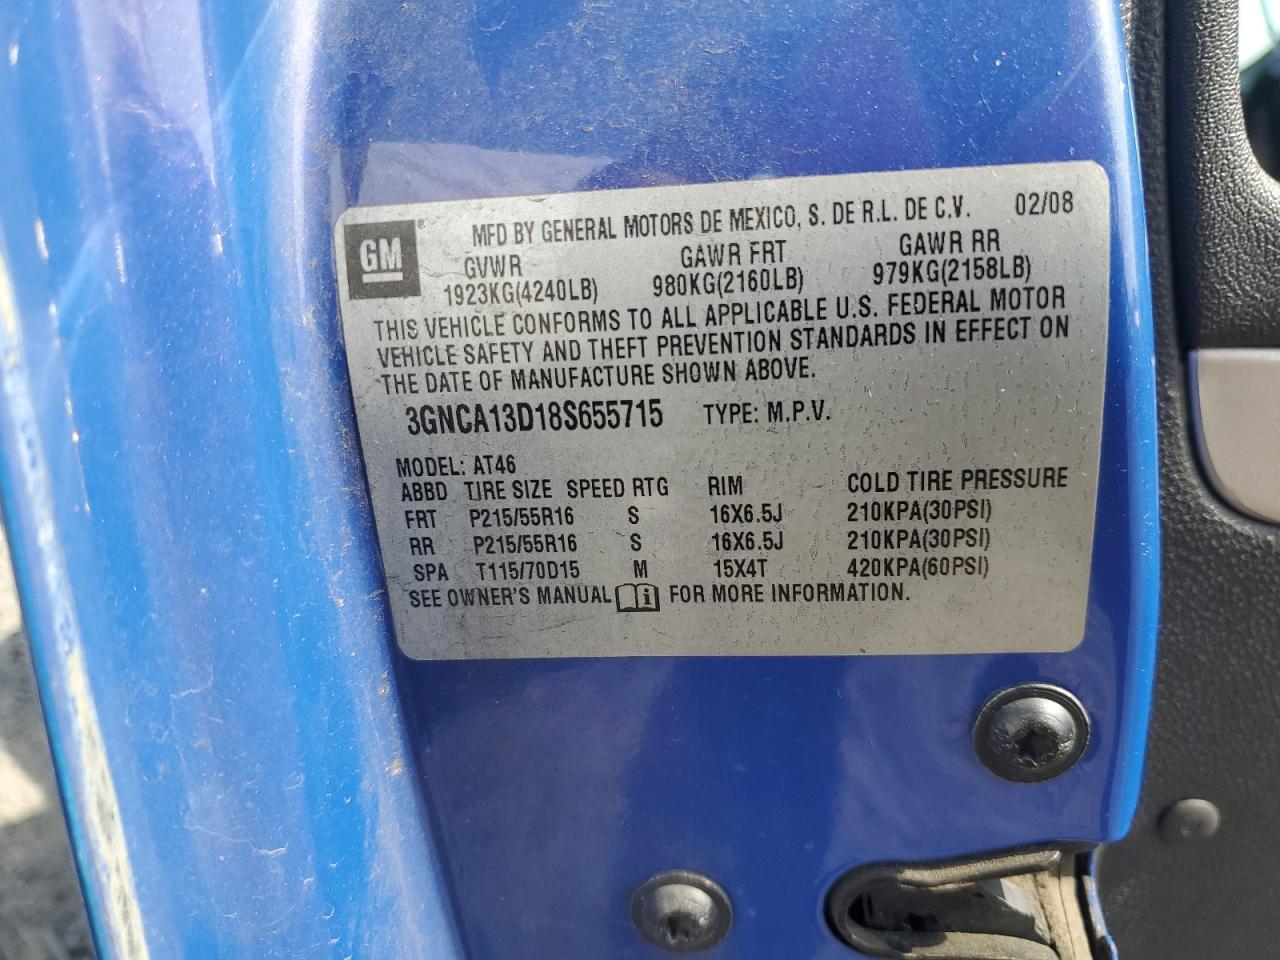 GM
MFD BY GENERAL MOTORS DE MEXICO, S. DE R.L. DE C.V. 02/08
GVWR GAWR FRT GAWR RR
1923KG(4240LB) 980KG(2160LB) 979KG(2158LB)
THIS VEHICLE CONFORMS TO ALL APPLICABLE U.S. FEDERAL MOTOR
VEHICLE SAFETY AND THEFT PREVENTION STANDARDS IN EFFECT ON
THE DATE OF MANUFACTURE SHOWN ABOVE.
3GNCA13D18S655715 TYPE: M.P.V.
MODEL: AT46
ABBD TIRE SIZE SPEED RTG RIM COLD TIRE PRESSURE
FRT P215/55R16 S 16X6.5J 210KPA(30PSI)
RR P215/55R16 S 16X6.5J 210KPA(30PSI)
SPA T115/70D15 M 15X4T 420KPA(60PSI)
SEE OWNER'S MANUAL i FOR MORE INFORMATION.